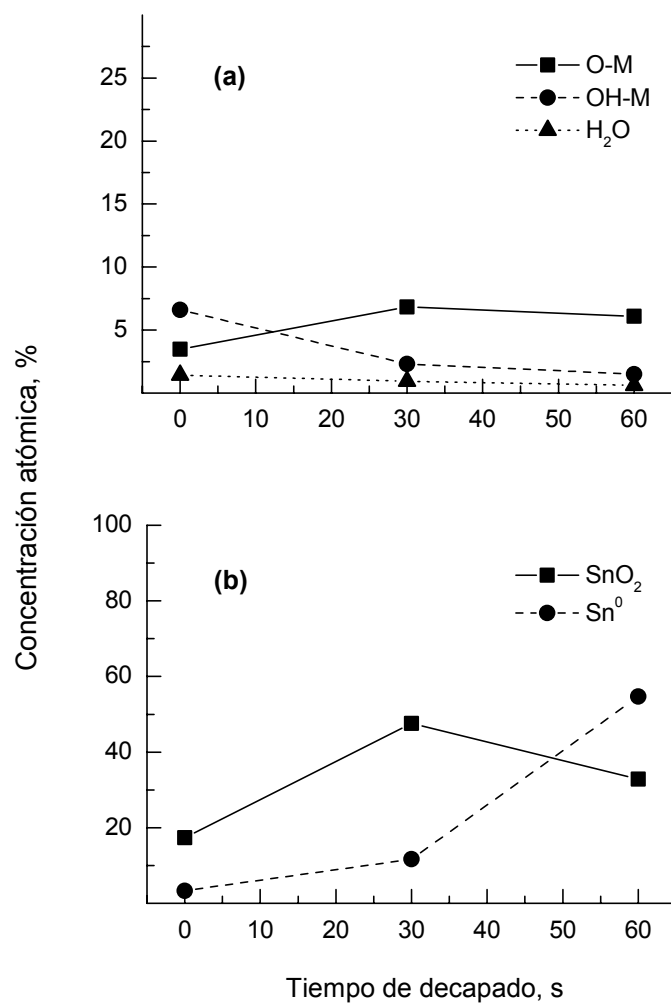 (a)
O-M
OH-M
H₂O
25
20
15
10
5
0 10 20 30 40 50 60
Concentración atómica, %
(b)
SnO₂
Sn⁰
100
80
60
40
20
0 10 20 30 40 50 60
Tiempo de decapado, s